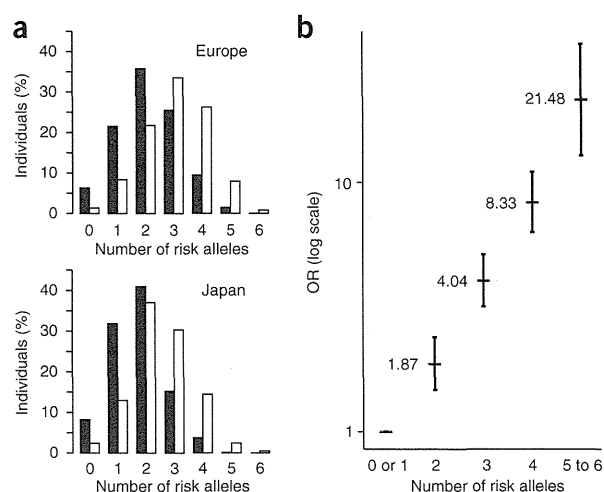 a
Europe
Individuals (%)
40
30
20
10
0
0 1 2 3 4 5 6
Number of risk alleles
Japan
Individuals (%)
40
30
20
10
0
0 1 2 3 4 5 6
Number of risk alleles
b
OR (log scale)
10
1
21.48
8.33
4.04
1.87
0 or 1 2 3 4 5 to 6
Number of risk alleles